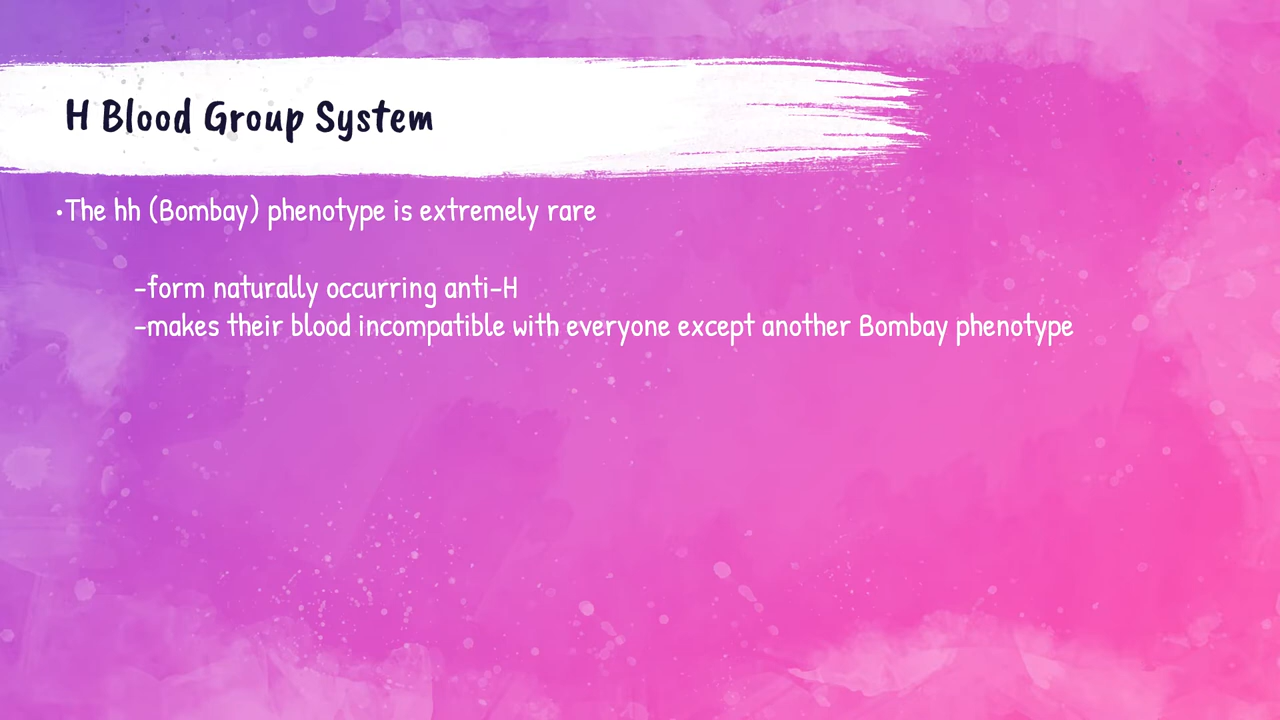 H Blood Group System
•The hh (Bombay) phenotype is extremely rare
-form naturally occurring anti-H
-makes their blood incompatible with everyone except another Bombay phenotype